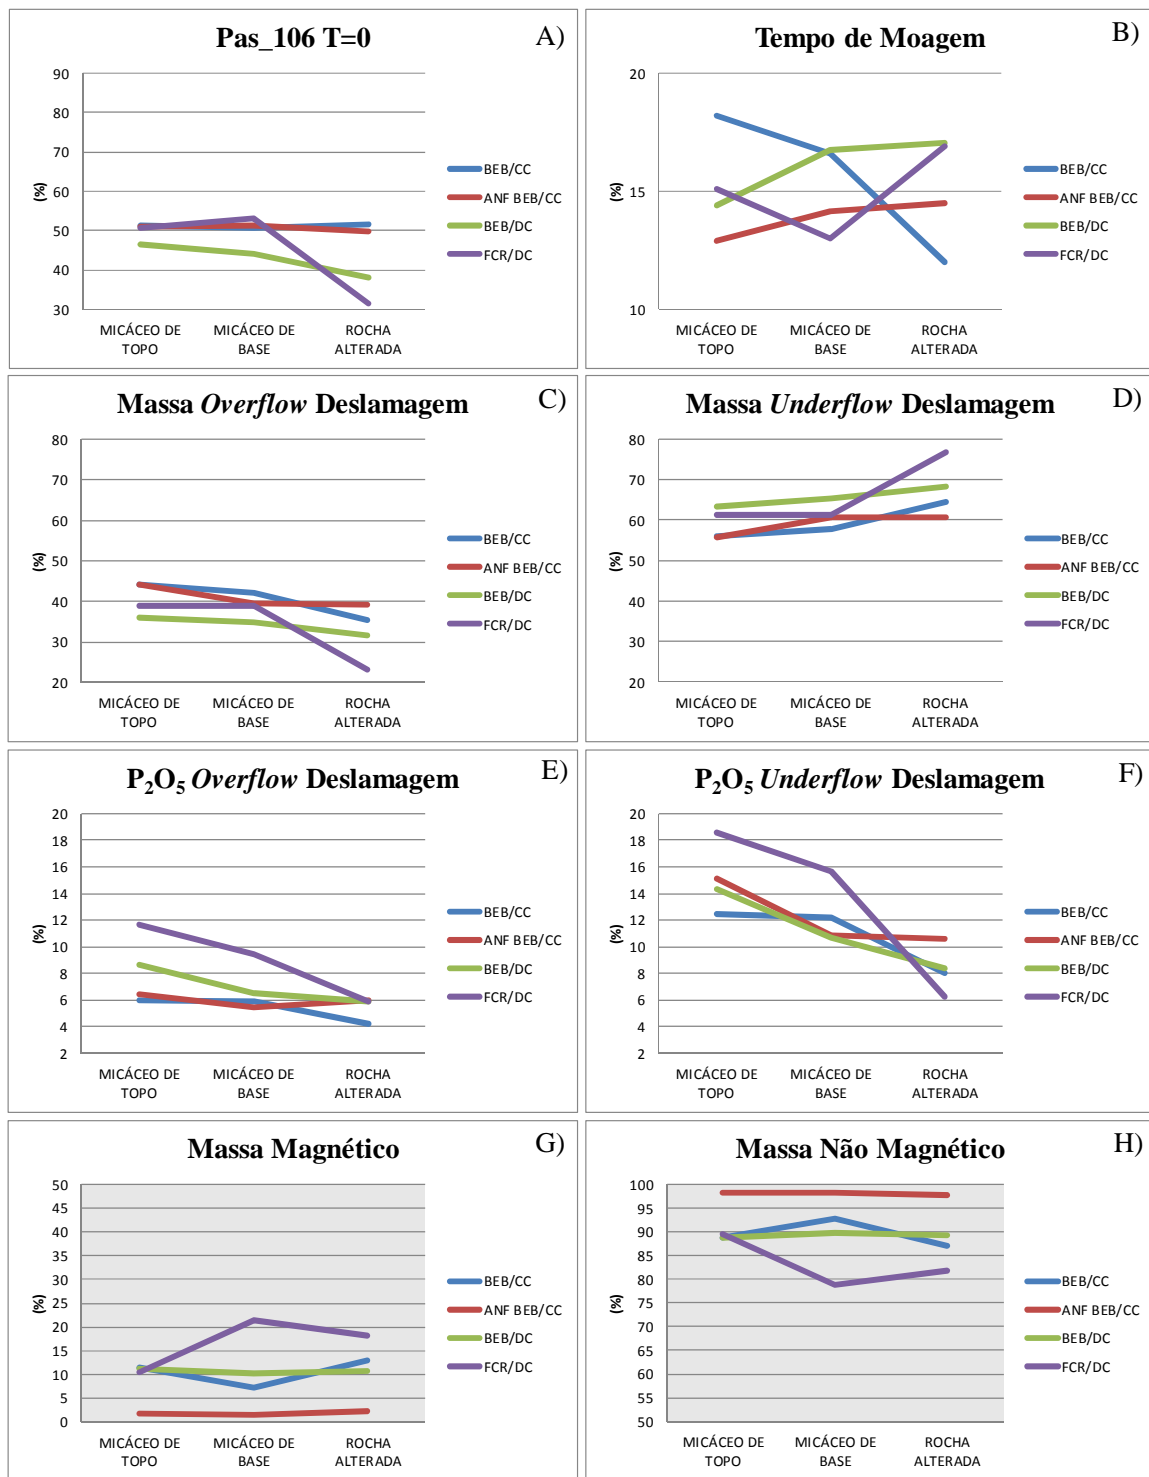 Pas_106 T=0
A)
90
80
70
60
50
40
30
(%)
MICÁCEO DE TOPO
MICÁCEO DE BASE
ROCHA ALTERADA
BEB/CC
ANF BEB/CC
BEB/DC
FCR/DC
Tempo de Moagem
B)
20
15
10
(%)
MICÁCEO DE TOPO
MICÁCEO DE BASE
ROCHA ALTERADA
BEB/CC
ANF BEB/CC
BEB/DC
FCR/DC
Massa Overflow Deslamagem
C)
80
70
60
50
40
30
20
(%)
MICÁCEO DE TOPO
MICÁCEO DE BASE
ROCHA ALTERADA
BEB/CC
ANF BEB/CC
BEB/DC
FCR/DC
Massa Underflow Deslamagem
D)
80
70
60
50
40
30
20
(%)
MICÁCEO DE TOPO
MICÁCEO DE BASE
ROCHA ALTERADA
BEB/CC
ANF BEB/CC
BEB/DC
FCR/DC
P₂O₅ Overflow Deslamagem
E)
20
18
16
14
12
10
8
6
4
2
(%)
MICÁCEO DE TOPO
MICÁCEO DE BASE
ROCHA ALTERADA
BEB/CC
ANF BEB/CC
BEB/DC
FCR/DC
P₂O₅ Underflow Deslamagem
F)
20
18
16
14
12
10
8
6
4
2
(%)
MICÁCEO DE TOPO
MICÁCEO DE BASE
ROCHA ALTERADA
BEB/CC
ANF BEB/CC
BEB/DC
FCR/DC
Massa Magnético
G)
50
45
40
35
30
25
20
15
10
5
0
(%)
MICÁCEO DE TOPO
MICÁCEO DE BASE
ROCHA ALTERADA
BEB/CC
ANF BEB/CC
BEB/DC
FCR/DC
Massa Não Magnético
H)
100
95
90
85
80
75
70
65
60
55
50
(%)
MICÁCEO DE TOPO
MICÁCEO DE BASE
ROCHA ALTERADA
BEB/CC
ANF BEB/CC
BEB/DC
FCR/DC